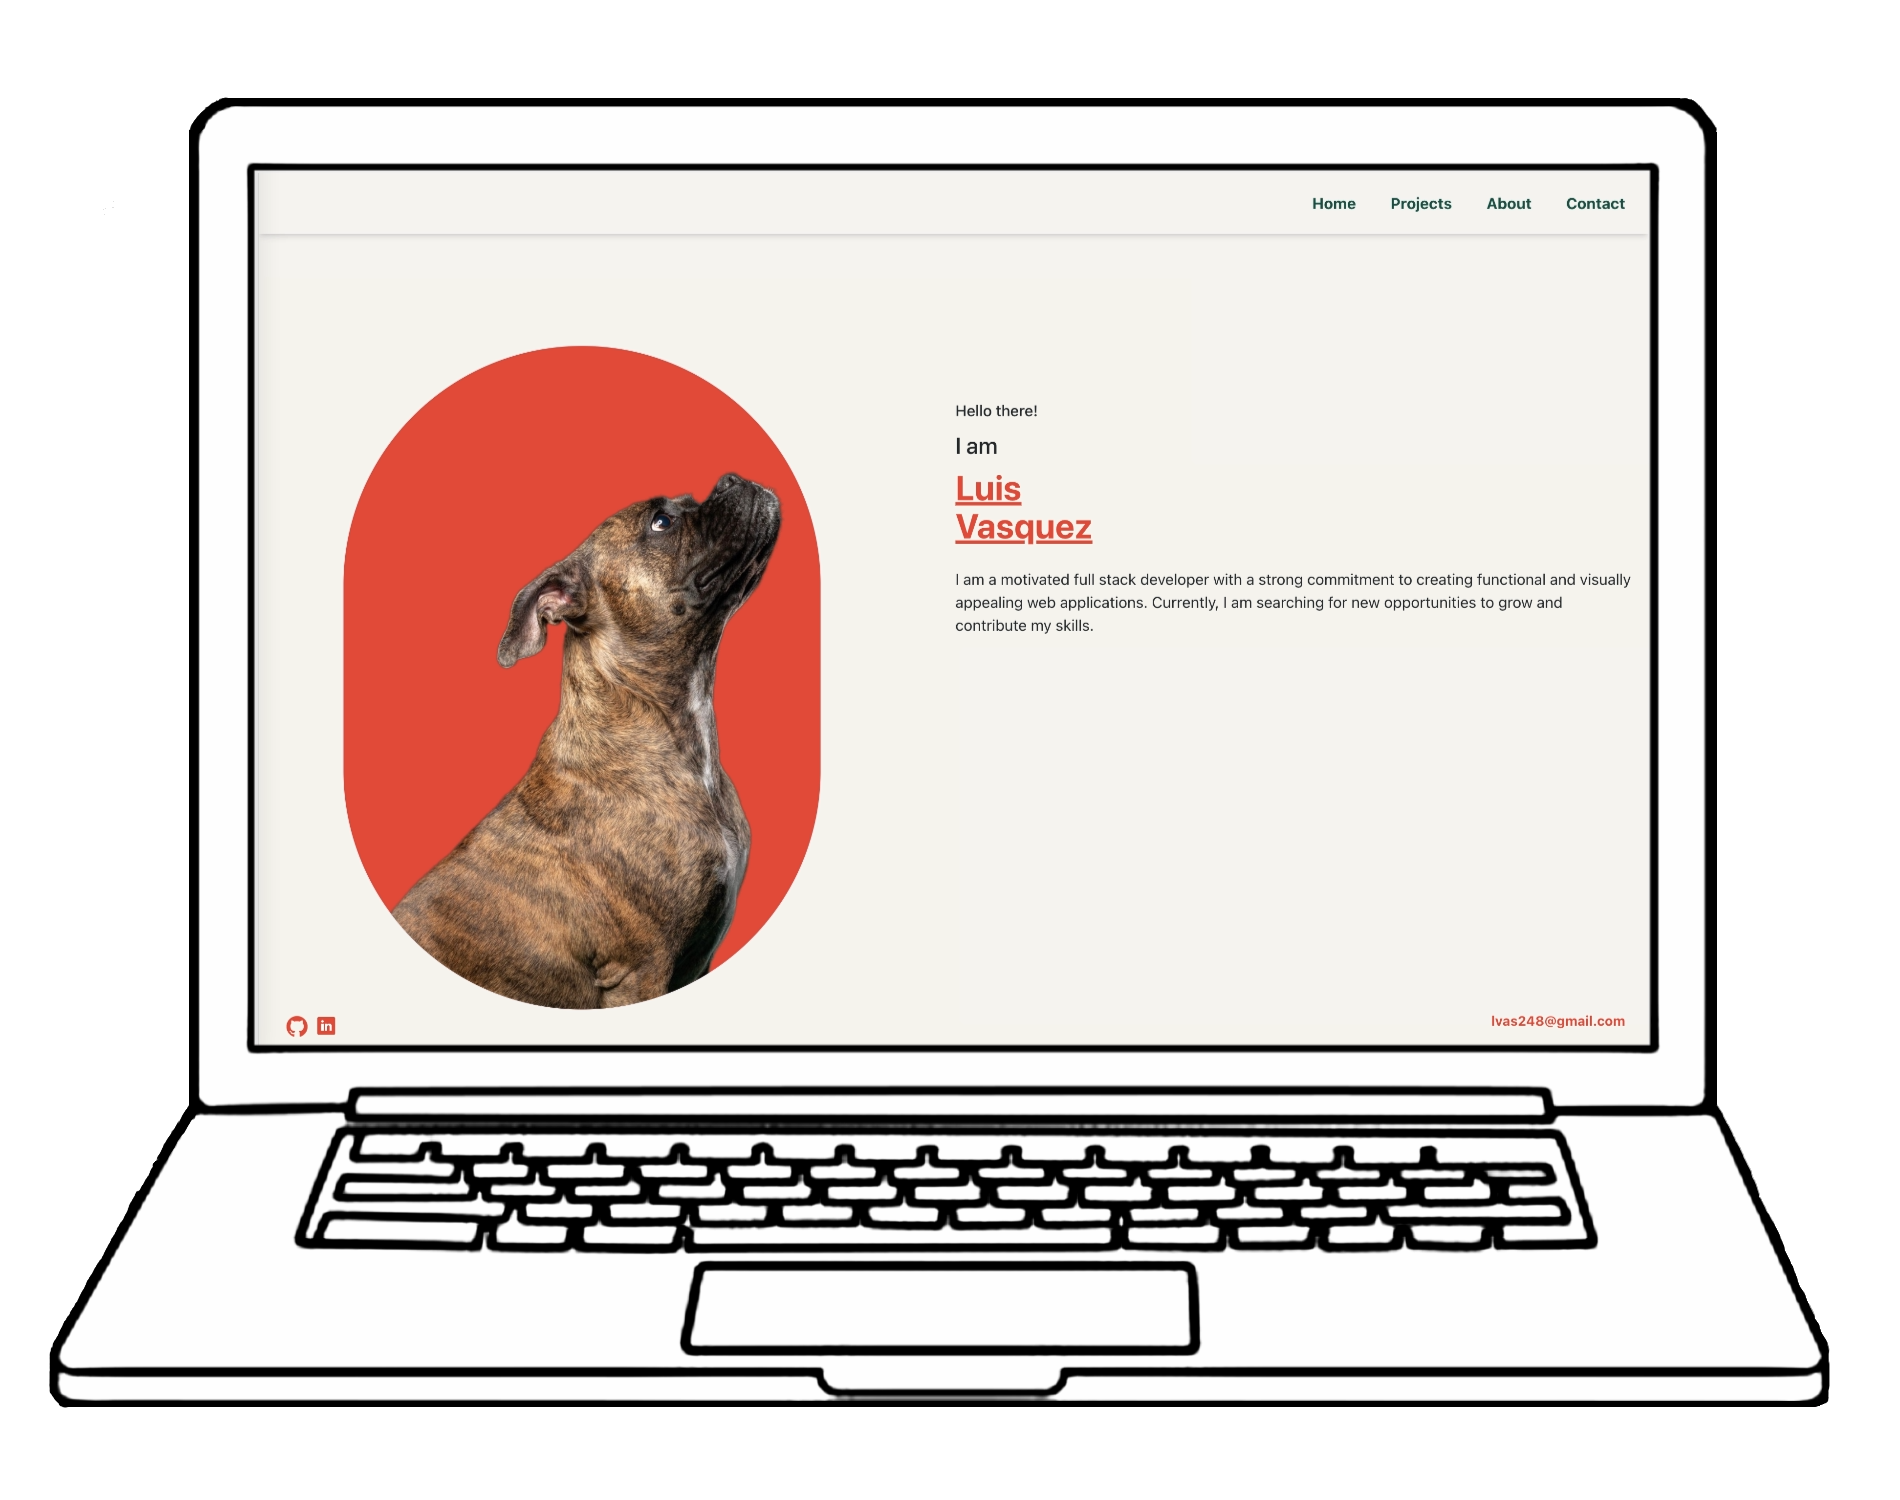 Home Projects About Contact
Hello there!
I am
Luis
Vasquez
I am a motivated full stack developer with a strong commitment to creating functional and visually
appealing web applications. Currently, I am searching for new opportunities to grow and
contribute my skills.
in
lvas248@gmail.com